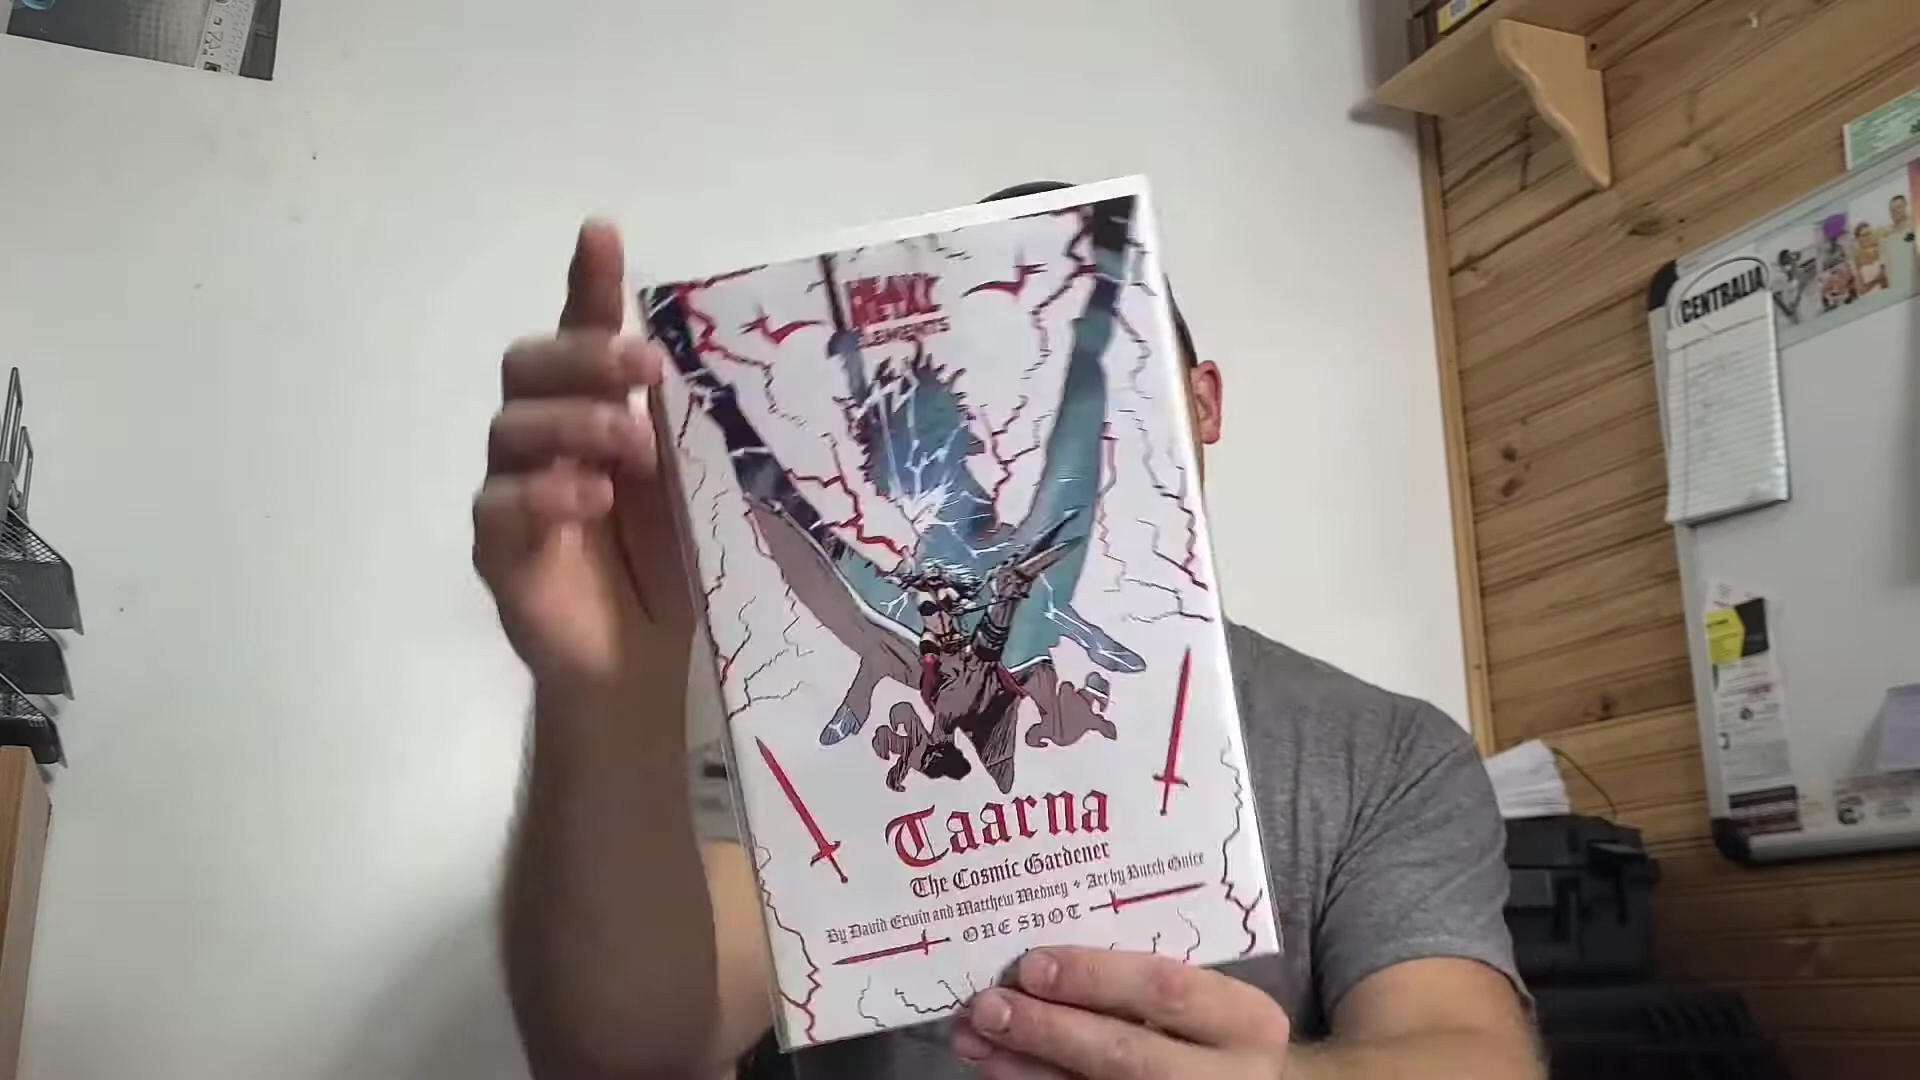 HEAVY
METAL
ELEMENTS
Taarna
The Cosmic Gardener
By David Erwin and Matthew Medney + Art by Butch Guice
ONE SHOT
CENTRALIA